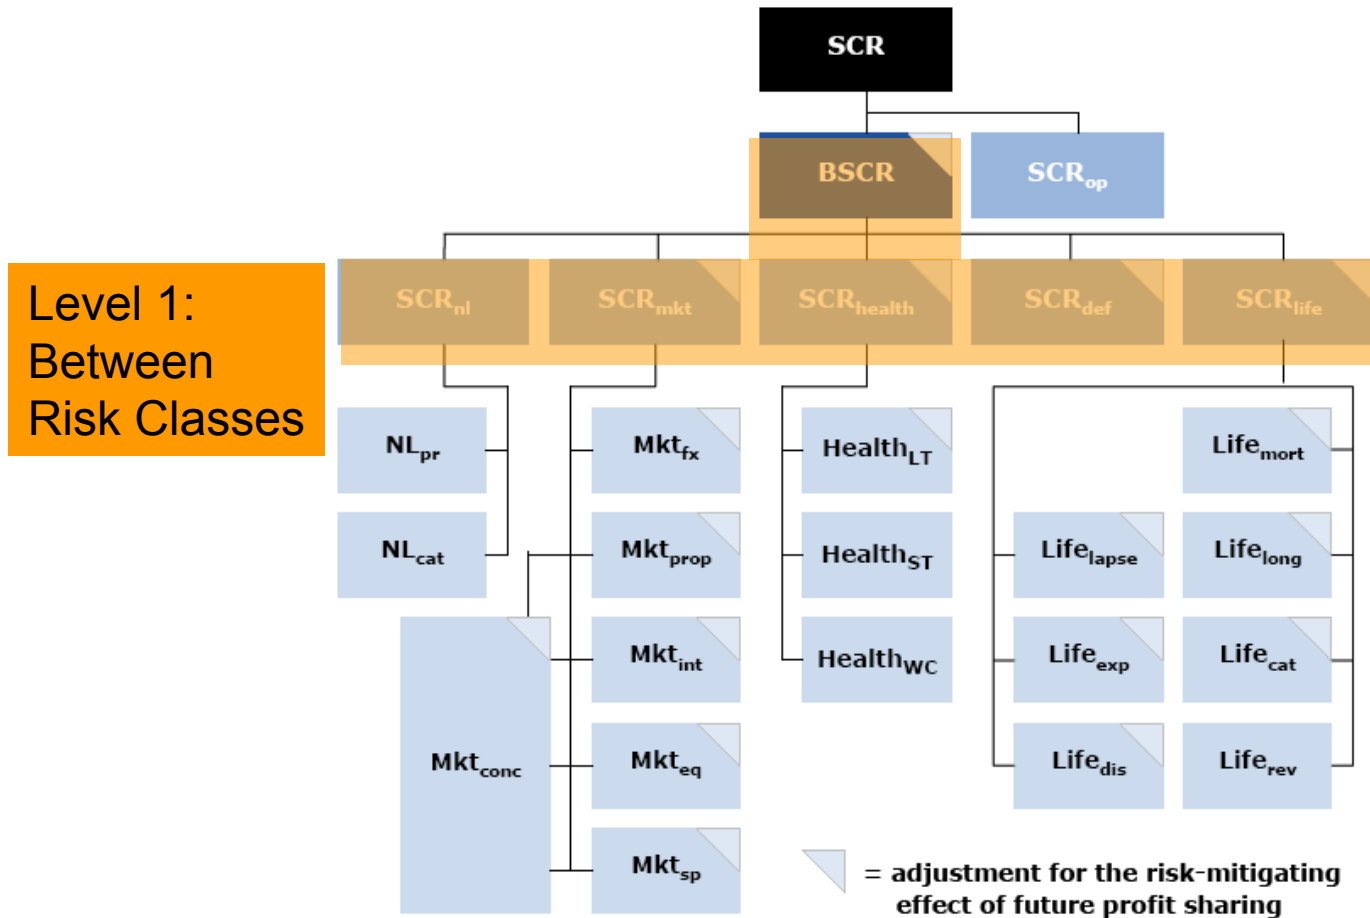 SCR
BSCR
SCRop
Level 1:
Between
Risk Classes
SCRnl
SCRmkt
SCRhealth
SCRdef
SCRlife
NLpr
Mktfx
HealthLT
Lifemort
NLcat
Mktprop
HealthST
Lifelapse
Lifelong
Mktconc
Mktint
HealthWC
Lifeexp
Lifecat
Mkteq
Lifedis
Liferev
Mktsp
= adjustment for the risk-mitigating
effect of future profit sharing